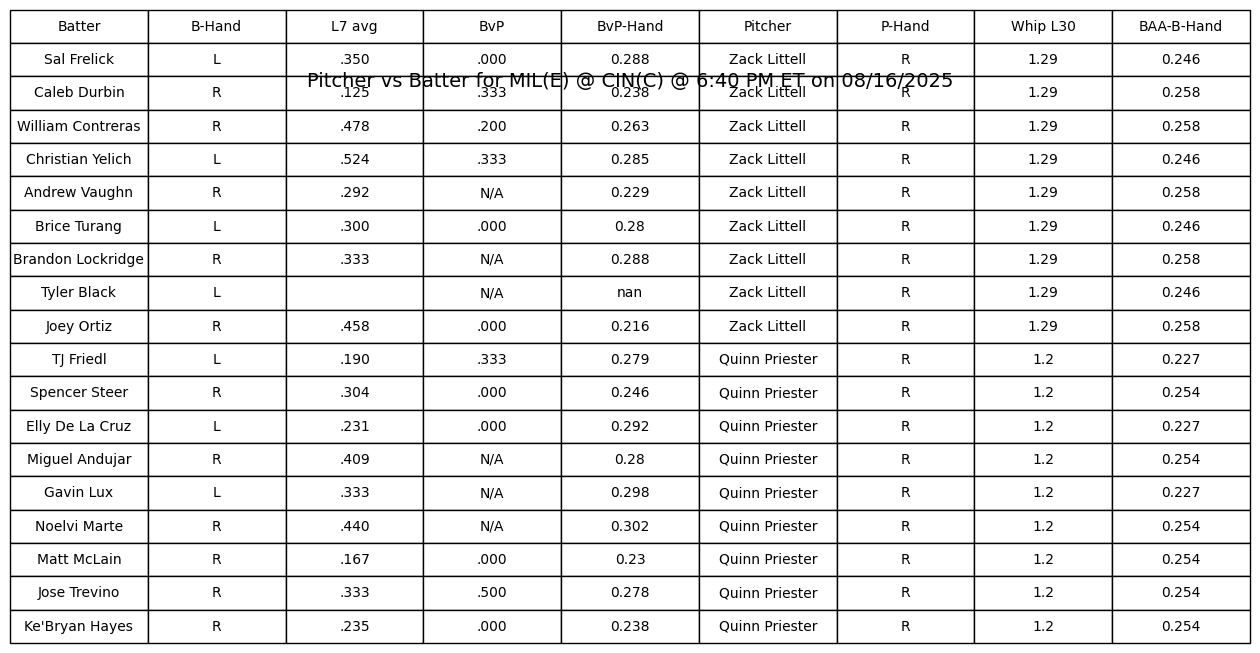 Batter B-Hand L7 avg BvP BvP-Hand Pitcher P-Hand Whip L30 BAA-B-Hand
Sal Frelick L .350 .000 0.288 Zack Littell R 1.29 0.246
Pitcher vs Batter for MIL(E) @ CIN(C) @ 6:40 PM ET on 08/16/2025
Caleb Durbin R .125 .333 0.238 Zack Littell R 1.29 0.258
William Contreras R .478 .200 0.263 Zack Littell R 1.29 0.258
Christian Yelich L .524 .333 0.285 Zack Littell R 1.29 0.246
Andrew Vaughn R .292 N/A 0.229 Zack Littell R 1.29 0.258
Brice Turang L .300 .000 0.28 Zack Littell R 1.29 0.246
Brandon Lockridge R .333 N/A 0.288 Zack Littell R 1.29 0.258
Tyler Black L N/A nan Zack Littell R 1.29 0.246
Joey Ortiz R .458 .000 0.216 Zack Littell R 1.29 0.258
TJ Friedl L .190 .333 0.279 Quinn Priester R 1.2 0.227
Spencer Steer R .304 .000 0.246 Quinn Priester R 1.2 0.254
Elly De La Cruz L .231 .000 0.292 Quinn Priester R 1.2 0.227
Miguel Andujar R .409 N/A 0.28 Quinn Priester R 1.2 0.254
Gavin Lux L .333 N/A 0.298 Quinn Priester R 1.2 0.227
Noelvi Marte R .440 N/A 0.302 Quinn Priester R 1.2 0.254
Matt McLain R .167 .000 0.23 Quinn Priester R 1.2 0.254
Jose Trevino R .333 .500 0.278 Quinn Priester R 1.2 0.254
Ke'Bryan Hayes R .235 .000 0.238 Quinn Priester R 1.2 0.254